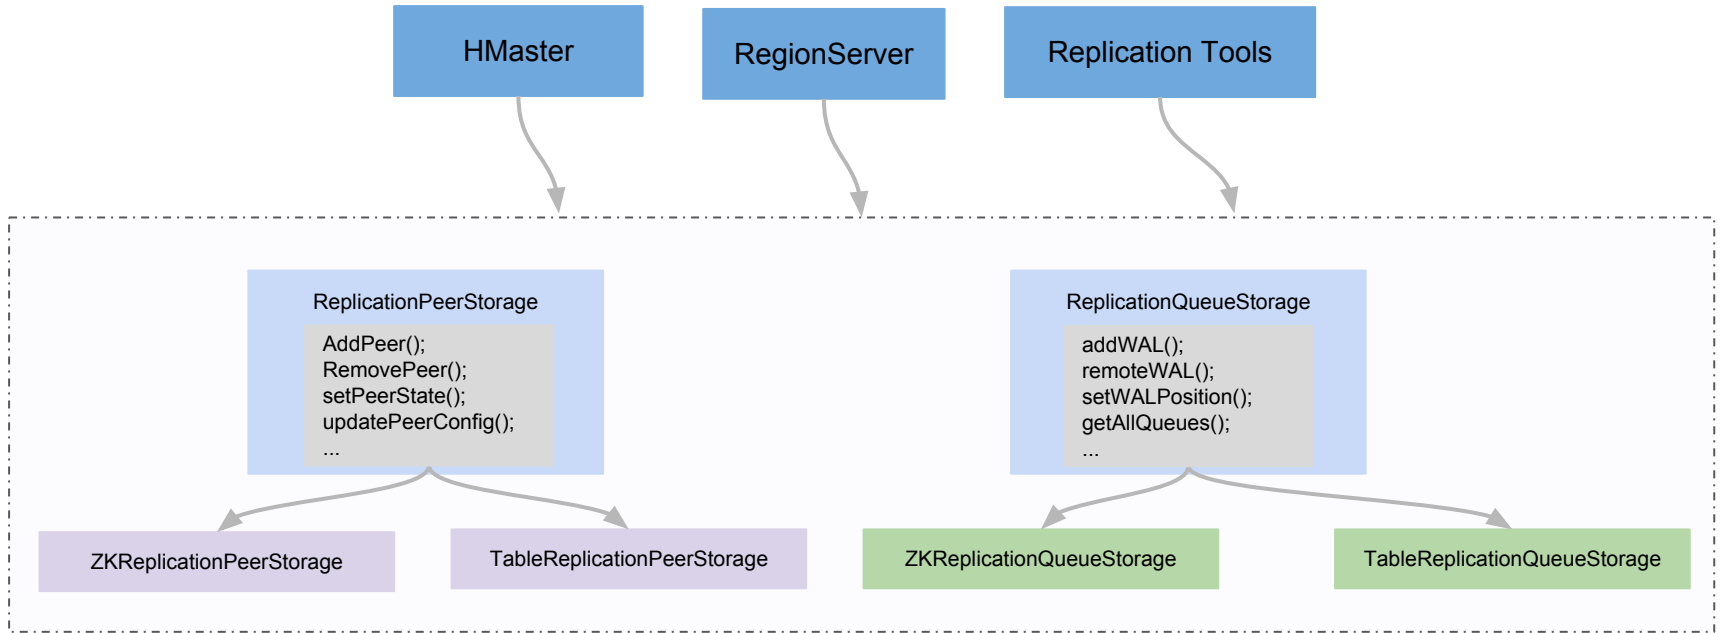 HMaster
RegionServer
Replication Tools
ReplicationPeerStorage
AddPeer();
RemovePeer();
setPeerState();
updatePeerConfig();
...
ReplicationQueueStorage
addWAL();
remoteWAL();
setWALPosition();
getAllQueues();
...
ZKReplicationPeerStorage
TableReplicationPeerStorage
ZKReplicationQueueStorage
TableReplicationQueueStorage